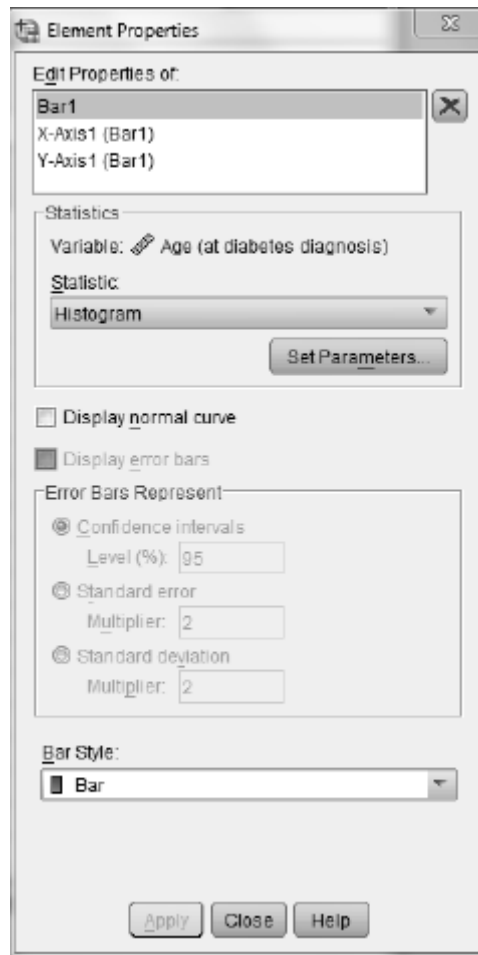 Element Properties
Edit Properties of:
Bar1
X-Axis1 (Bar1)
Y-Axis1 (Bar1)
Statistics
Variable: Age (at diabetes diagnosis)
Statistic:
Histogram
Set Parameters...
Display normal curve
Display error bars
Error Bars Represent
Confidence intervals
Level (%): 95
Standard error
Multiplier: 2
Standard deviation
Multiplier: 2
Bar Style:
Bar
Apply Close Help